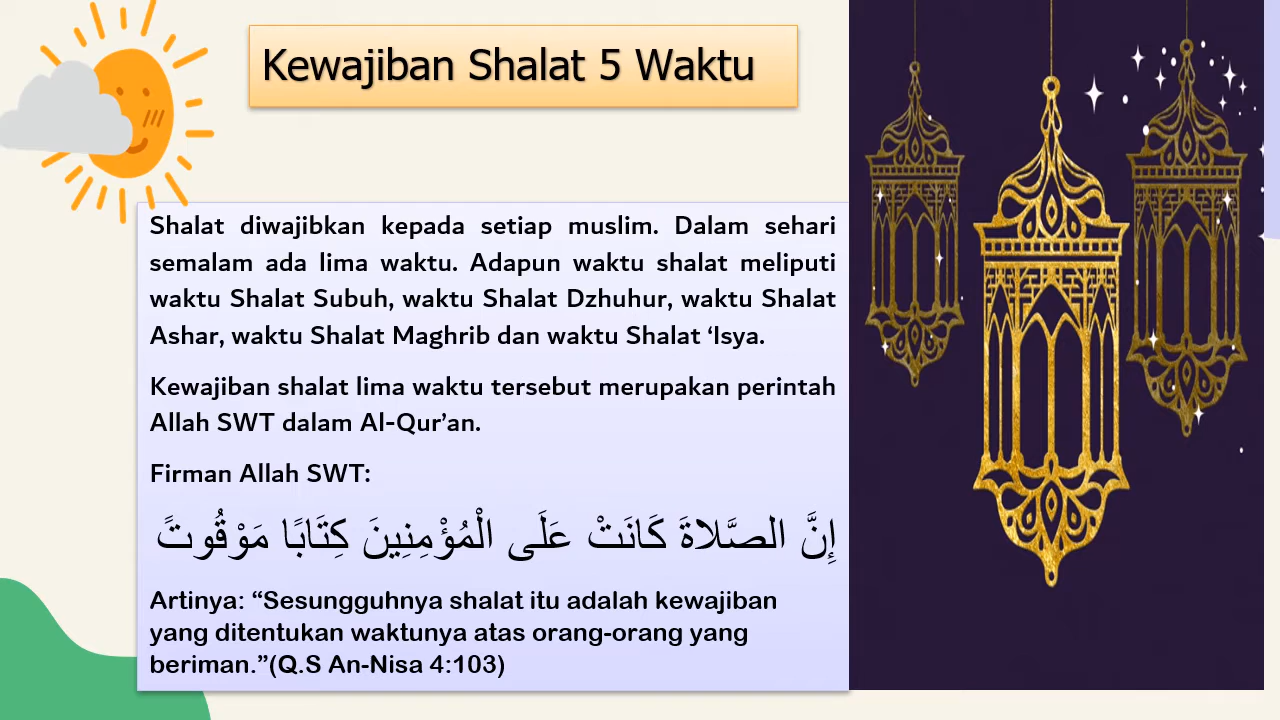 Kewajiban Shalat 5 Waktu
Shalat diwajibkan kepada setiap muslim. Dalam sehari
semalam ada lima waktu. Adapun waktu shalat meliputi
waktu Shalat Subuh, waktu Shalat Dzhuhur, waktu Shalat
Ashar, waktu Shalat Maghrib dan waktu Shalat ‘Isya.
Kewajiban shalat lima waktu tersebut merupakan perintah
Allah SWT dalam Al-Qur’an.
Firman Allah SWT:
إِنَّ الصَّلاةَ كَانَتْ عَلَى الْمُؤْمِنِينَ كِتَابًا مَوْقُوتً
Artinya: “Sesungguhnya shalat itu adalah kewajiban
yang ditentukan waktunya atas orang-orang yang
beriman.”(Q.S An-Nisa 4:103)